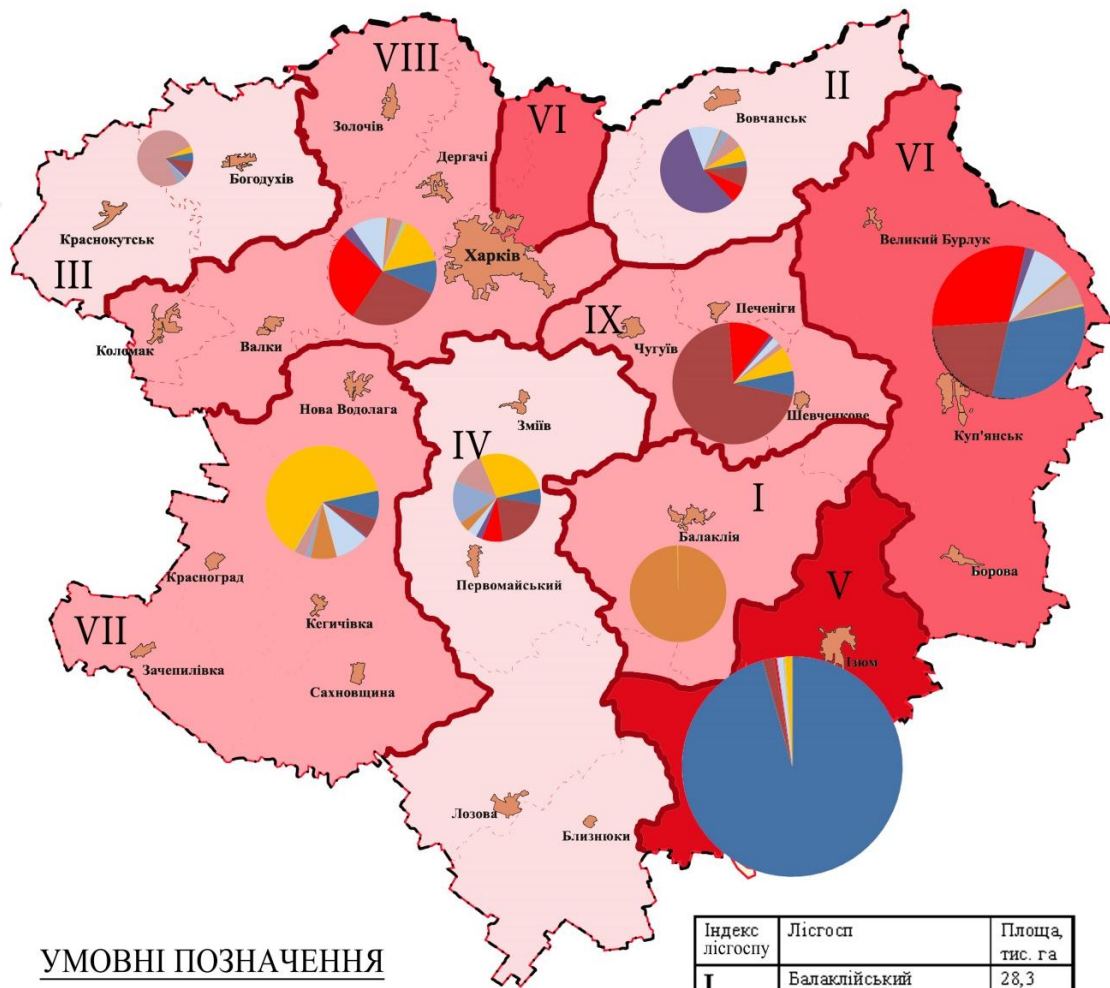 VIII
II
VI
Золочів
Вовчанськ
VI
Дергачі
Богодухів
Краснокутськ
Великий Бурлук
Харків
III
Печеніги
IX
Чугуїв
Коломак
Валки
Нова Водолага
Шевченкове
Зміїв
Куп'янськ
IV
I
Балаклія
Первомайський
Красноград
Борова
V
Кегичівка
VII
Зачепилівка
Ізюм
Сахновщина
Лозова
Близнюки
УМОВНІ ПОЗНАЧЕННЯ
Індекс лісгоспу
Лісгосп
Площа, тис. га
I
Балаклійський
28,3